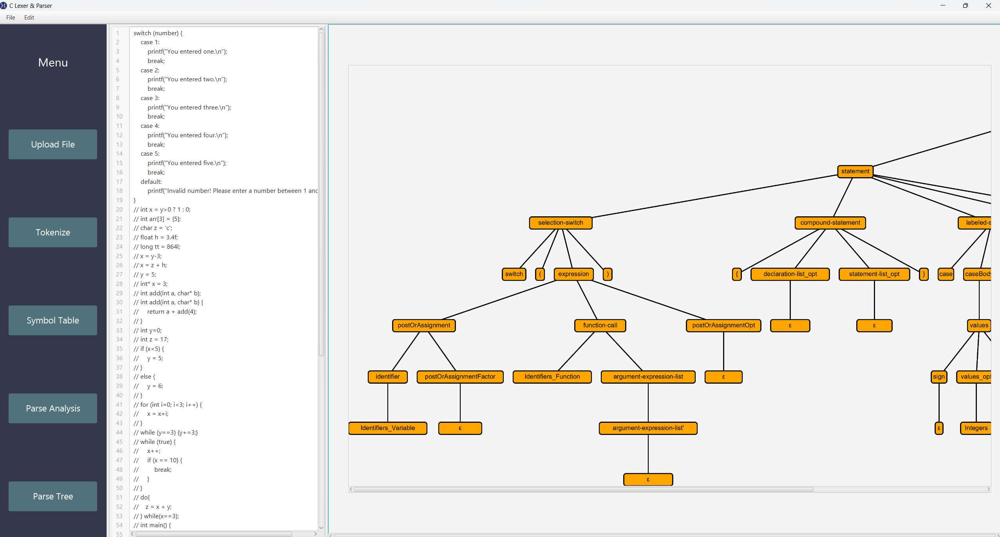 C Lexer & Parser
File Edit
Menu
Upload File
Tokenize
Symbol Table
Parse Analysis
Parse Tree
1 switch (number) {
2 case 1:
3 printf("You entered one.\n");
4 break;
5 case 2:
6 printf("You entered two.\n");
7 break;
8 case 3:
9 printf("You entered three.\n");
10 break;
11 case 4:
12 printf("You entered four.\n");
13 break;
14 case 5:
15 printf("You entered five.\n");
16 break;
17 default:
18 printf("Invalid number! Please enter a number between 1 and
19 }
20 // int x = y>0 ? 1 : 0;
21 // int arr[3] = {5};
22 // char z = 'c';
23 // float h = 3.4f;
24 // long tt = 864l;
25 // x = y-3;
26 // x = z + h;
27 // y = 5;
28 // int* x = 3;
29 // int add(int a, char* b);
30 // int add(int a, char* b) {
31 // return a + add(4);
32 // }
33 // int y=0;
34 // int z = 17;
35 // if (x<5) {
36 // y = 5;
37 // }
38 // else {
39 // y = 6;
40 // }
41 // for (int i=0; i<3; i++) {
42 // x = x+i;
43 // }
44 // while (y==3) {y+=3;}
45 // while (true) {
46 // x++;
47 // if (x == 10) {
48 // break;
49 // }
50 // }
51 // do{
52 // z = x + y;
53 // } while(x==3);
54 // int main() {
55
statement
selection-switch compound-statement labeled-s
switch ( expression ) { declaration-list_opt statement-list_opt } case caseBody
postOrAssignment function-call postOrAssignmentOpt ε ε values
identifier postOrAssignmentFactor Identifiers_Function argument-expression-list ε sign values_opt
Identifiers_Variable ε argument-expression-list' ε Integers
ε